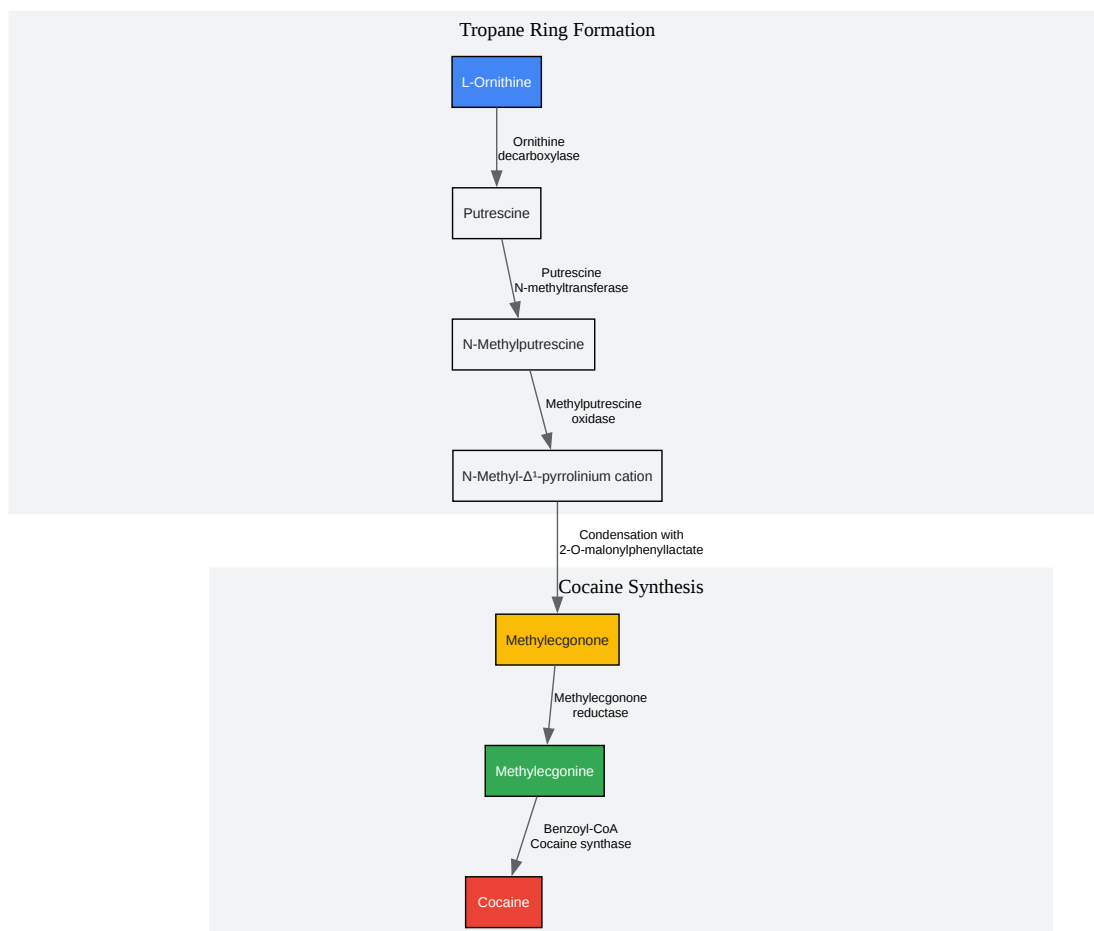 Tropane Ring Formation
L-Ornithine
Ornithine
decarboxylase
Putrescine
Putrescine
N-methyltransferase
N-Methylputrescine
Methylputrescine
oxidase
N-Methyl-Δ¹-pyrrolinium cation
Condensation with
2-O-malonylphenyllactate
Cocaine Synthesis
Methylecgonone
Methylecgonone
reductase
Methylecgonine
Benzoyl-CoA
Cocaine synthase
Cocaine